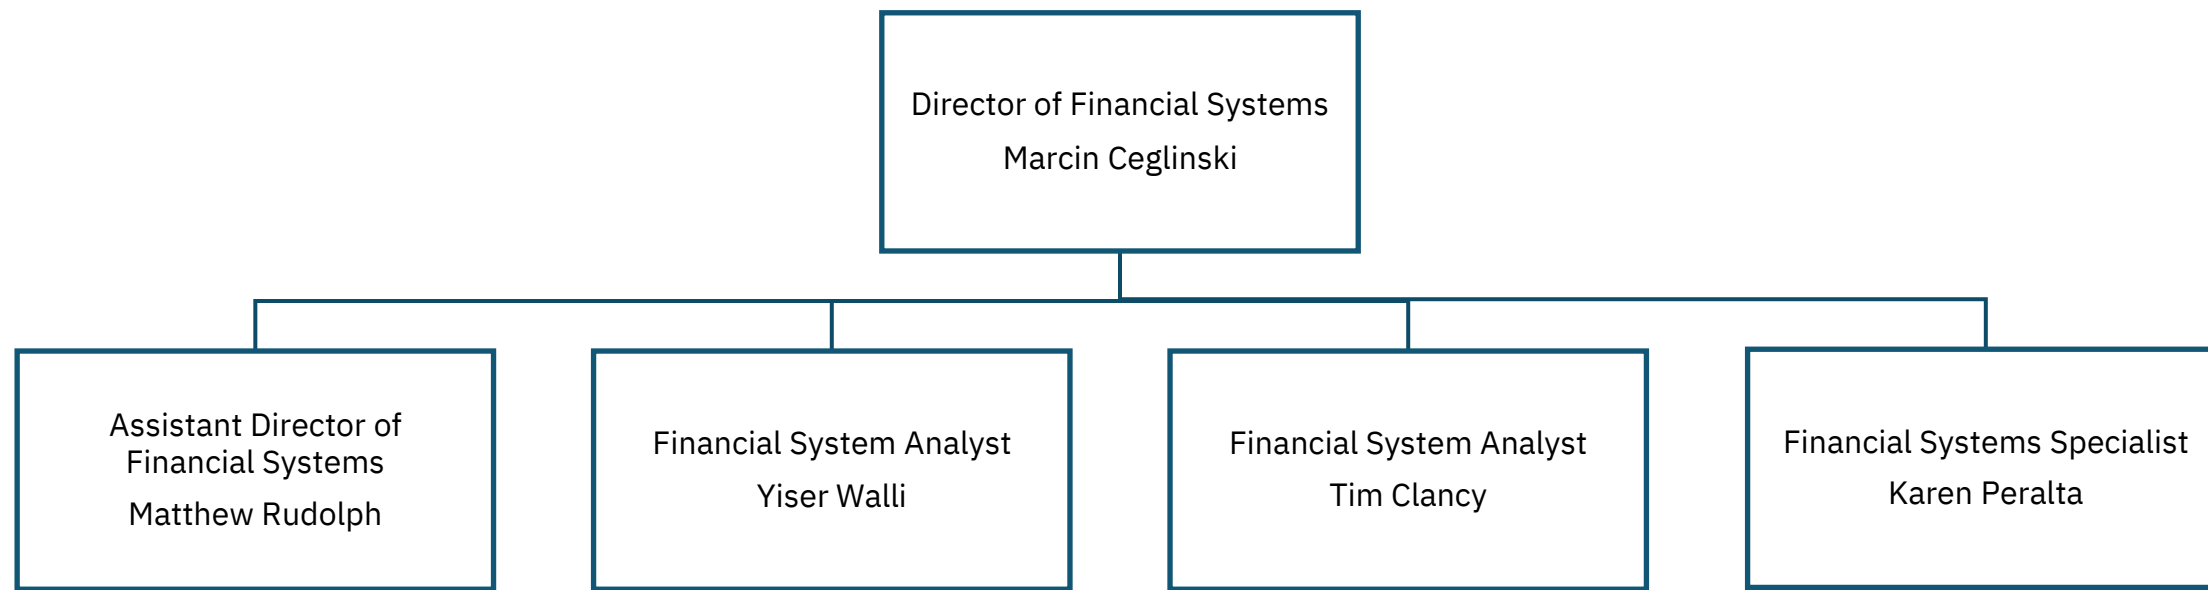 Director of Financial Systems
Marcin Ceglinski
Assistant Director of
Financial Systems
Matthew Rudolph
Financial System Analyst
Yiser Walli
Financial System Analyst
Tim Clancy
Financial Systems Specialist
Karen Peralta